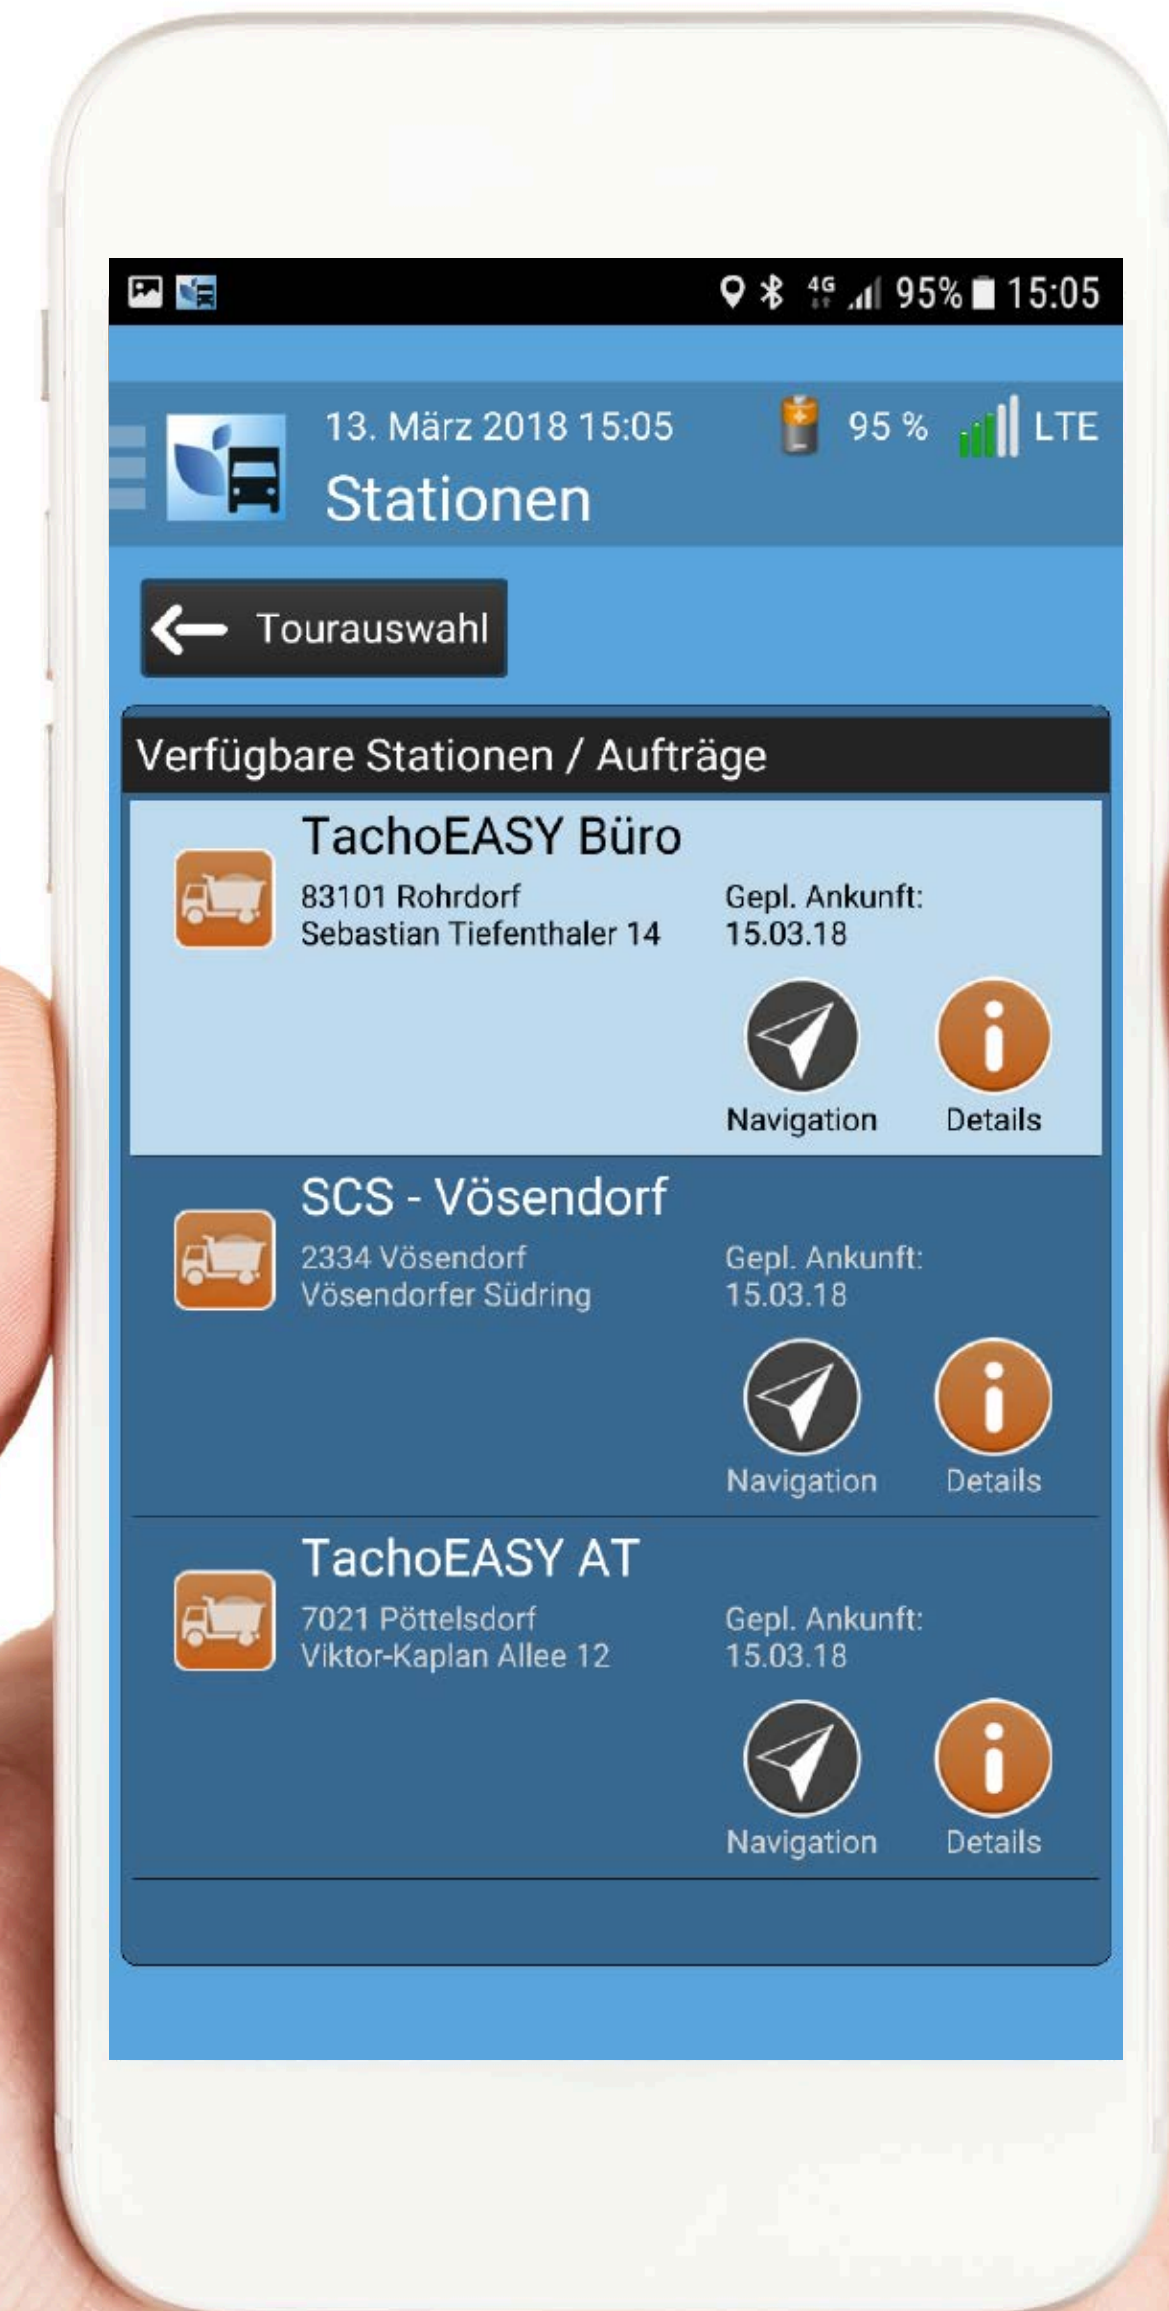 4G 95% 15:05
13. März 2018 15:05 95 % LTE
Stationen
Tourauswahl
Verfügbare Stationen / Aufträge
TachoEASY Büro
83101 Rohrdorf Gepl. Ankunft:
Sebastian Tiefenthaler 14 15.03.18
Navigation Details
SCS - Vösendorf
2334 Vösendorf Gepl. Ankunft:
Vösendorfer Südring 15.03.18
Navigation Details
TachoEASY AT
7021 Pöttelsdorf Gepl. Ankunft:
Viktor-Kaplan Allee 12 15.03.18
Navigation Details